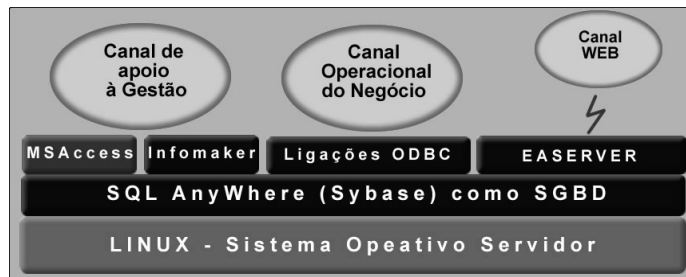 Canal de
apoio
à Gestão
Canal
Operacional
do Negócio
Canal
WEB
MSAccess
Infomaker
Ligações ODBC
EASERVER
SQL AnyWhere (Sybase) como SGBD
LINUX - Sistema Opeativo Servidor